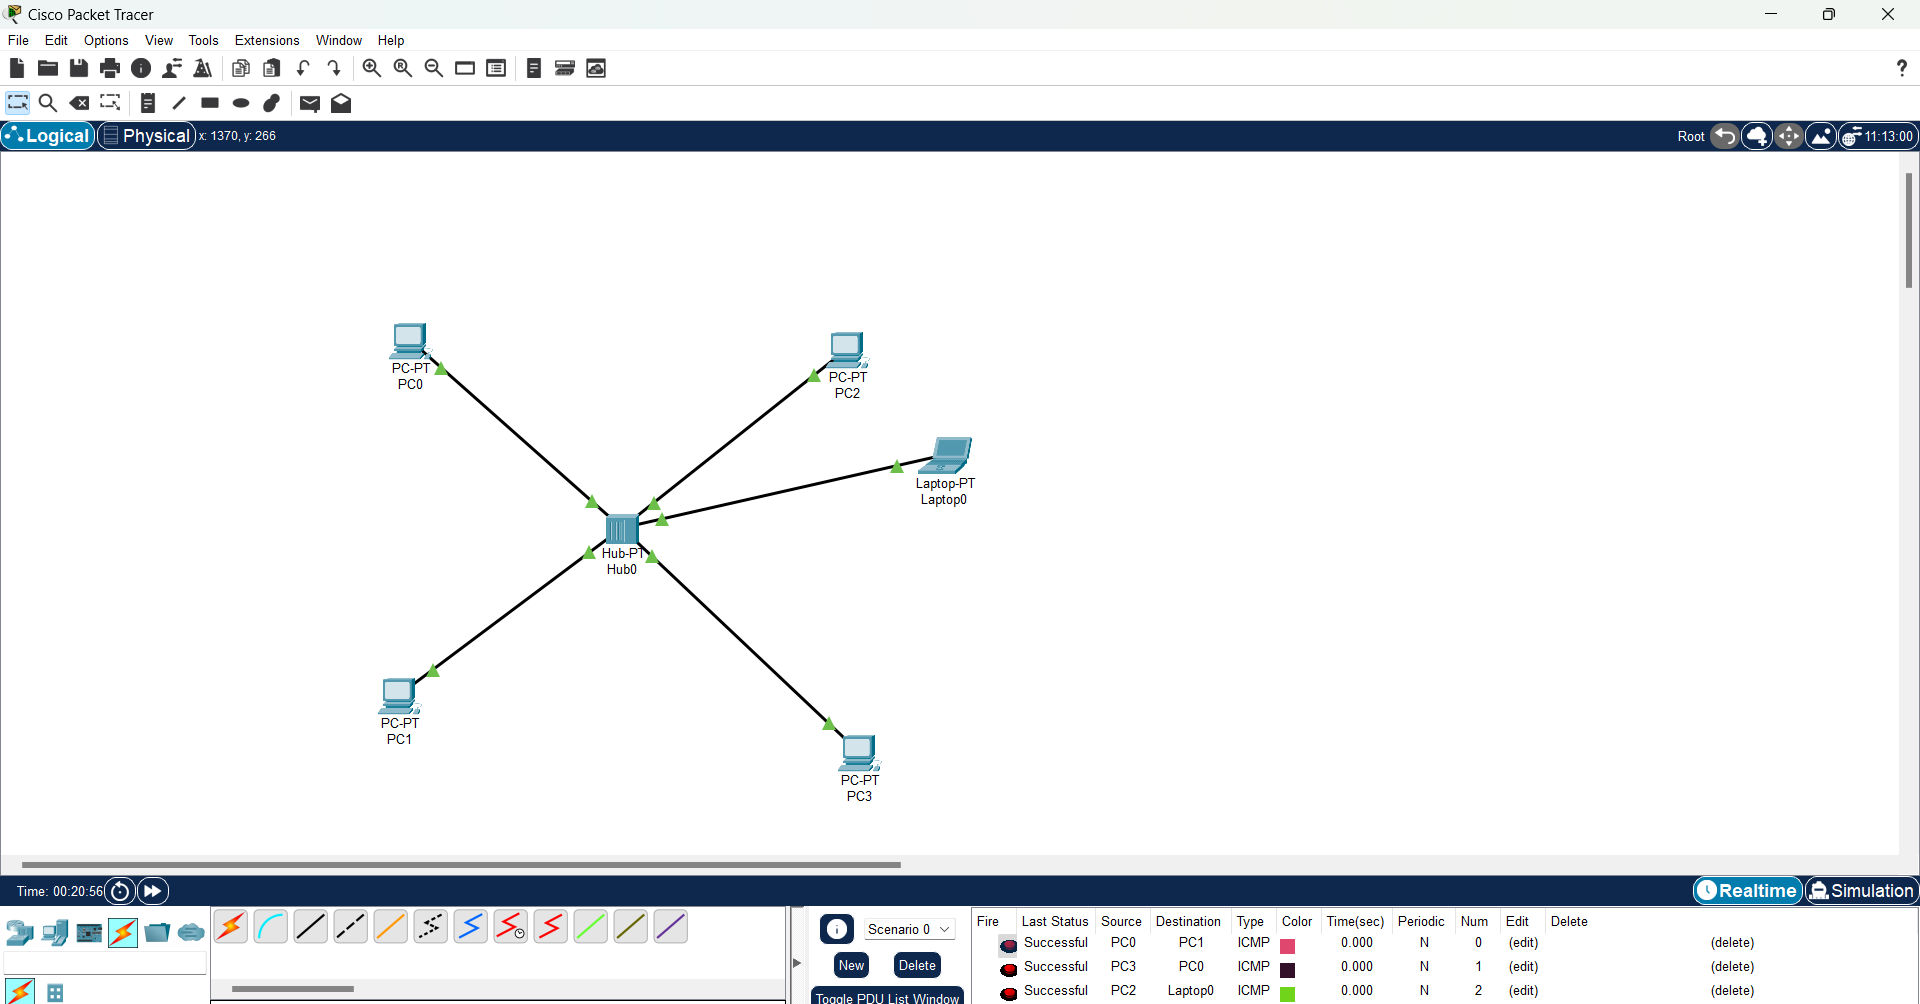 Cisco Packet Tracer
File Edit Options View Tools Extensions Window Help
?
Logical Physical x: 1370, y: 266 Root 11:13:00
PC-PT
PC0
PC-PT
PC2
Laptop-PT
Laptop0
Hub-PT
Hub0
PC-PT
PC1
PC-PT
PC3
Time: 00:20:56 Realtime Simulation
Scenario 0
New Delete
Toggle PDU List Window
Fire Last Status Source Destination Type Color Time(sec) Periodic Num Edit Delete
Successful PC0 PC1 ICMP 0.000 N 0 (edit) (delete)
Successful PC3 PC0 ICMP 0.000 N 1 (edit) (delete)
Successful PC2 Laptop0 ICMP 0.000 N 2 (edit) (delete)